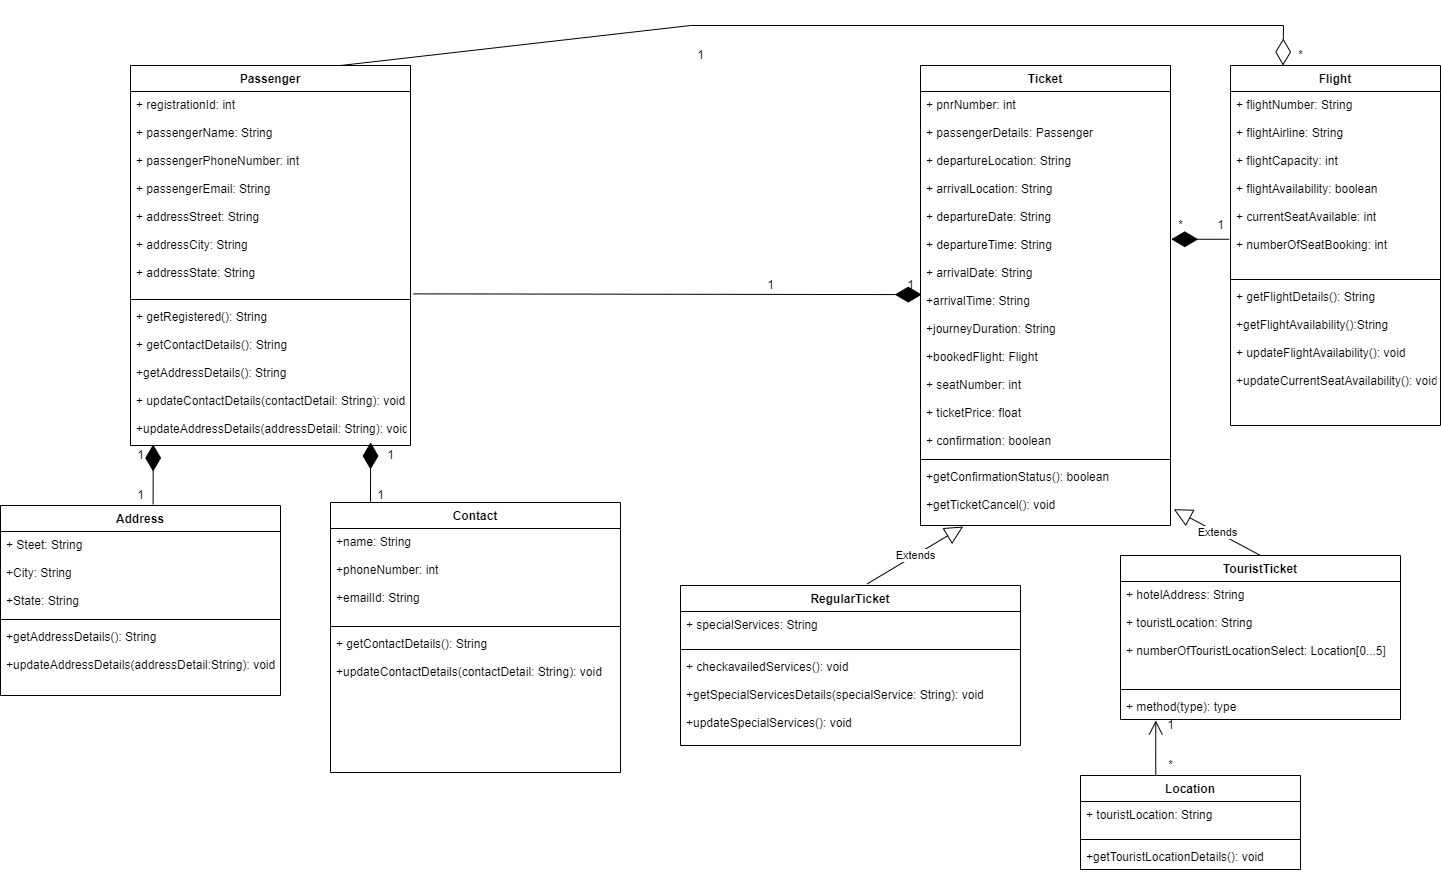 1
*
Passenger
+ registrationId: int
+ passengerName: String
+ passengerPhoneNumber: int
+ passengerEmail: String
+ addressStreet: String
+ addressCity: String
+ addressState: String
+ getRegistered(): String
+ getContactDetails(): String
+getAddressDetails(): String
+ updateContactDetails(contactDetail: String): void
+updateAddressDetails(addressDetail: String): void
1
1
Ticket
+ pnrNumber: int
+ passengerDetails: Passenger
+ departureLocation: String
+ arrivalLocation: String
+ departureDate: String
+ departureTime: String
+ arrivalDate: String
+arrivalTime: String
+journeyDuration: String
+bookedFlight: Flight
+ seatNumber: int
+ ticketPrice: float
+ confirmation: boolean
+getConfirmationStatus(): boolean
+getTicketCancel(): void
*
1
Flight
+ flightNumber: String
+ flightAirline: String
+ flightCapacity: int
+ flightAvailability: boolean
+ currentSeatAvailable: int
+ numberOfSeatBooking: int
+ getFlightDetails(): String
+getFlightAvailability():String
+ updateFlightAvailability(): void
+updateCurrentSeatAvailability(): void
1
1
1
1
Address
+ Steet: String
+City: String
+State: String
+getAddressDetails(): String
+updateAddressDetails(addressDetail:String): void
Contact
+name: String
+phoneNumber: int
+emailId: String
+ getContactDetails(): String
+updateContactDetails(contactDetail: String): void
Extends
Extends
RegularTicket
+ specialServices: String
+ checkavailedServices(): void
+getSpecialServicesDetails(specialService: String): void
+updateSpecialServices(): void
TouristTicket
+ hotelAddress: String
+ touristLocation: String
+ numberOfTouristLocationSelect: Location[0...5]
+ method(type): type
1
*
Location
+ touristLocation: String
+getTouristLocationDetails(): void